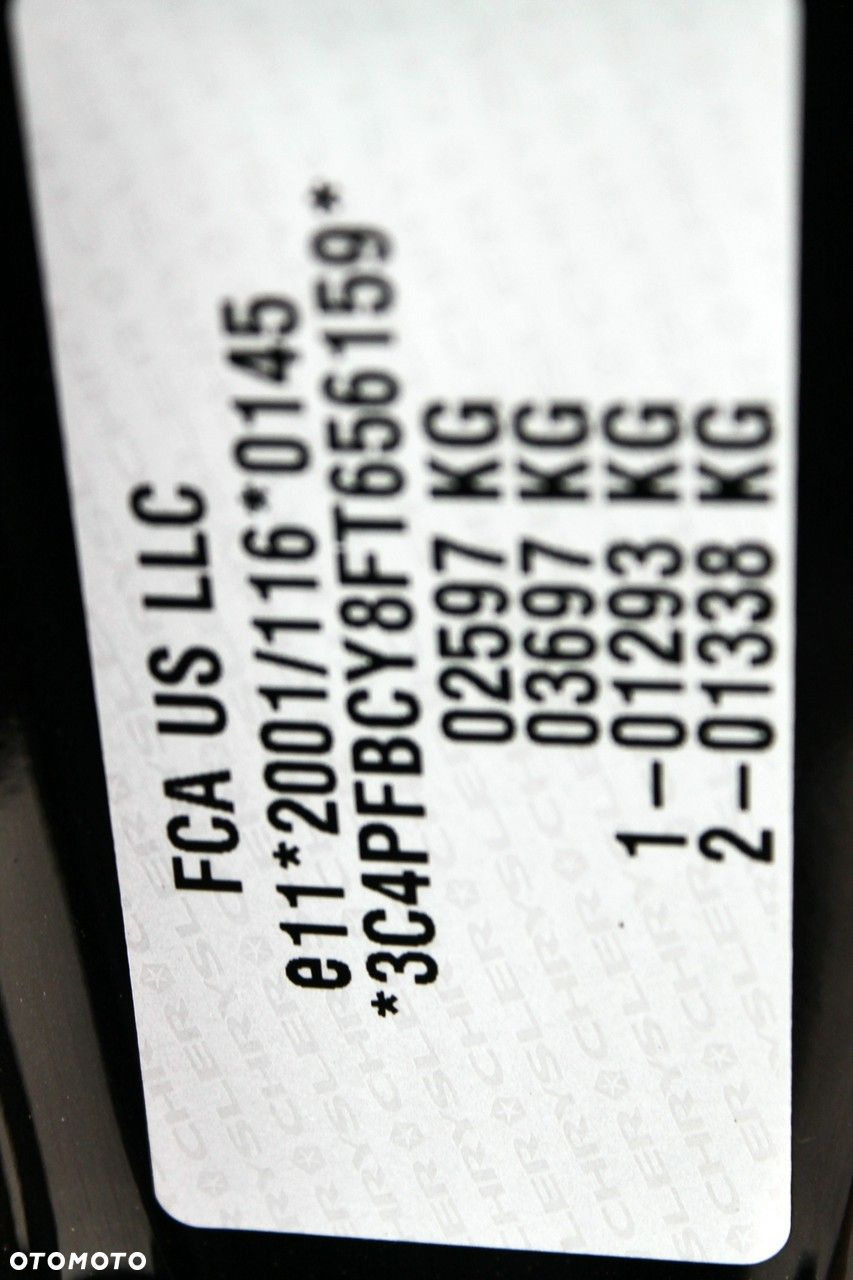 FCA US LLC
e11*2001/116*0145
*3C4PFBCY8FT656159*
02597 KG
03697 KG
1-01293 KG
2-01338 KG
CHRYSLER
OTOMOTO